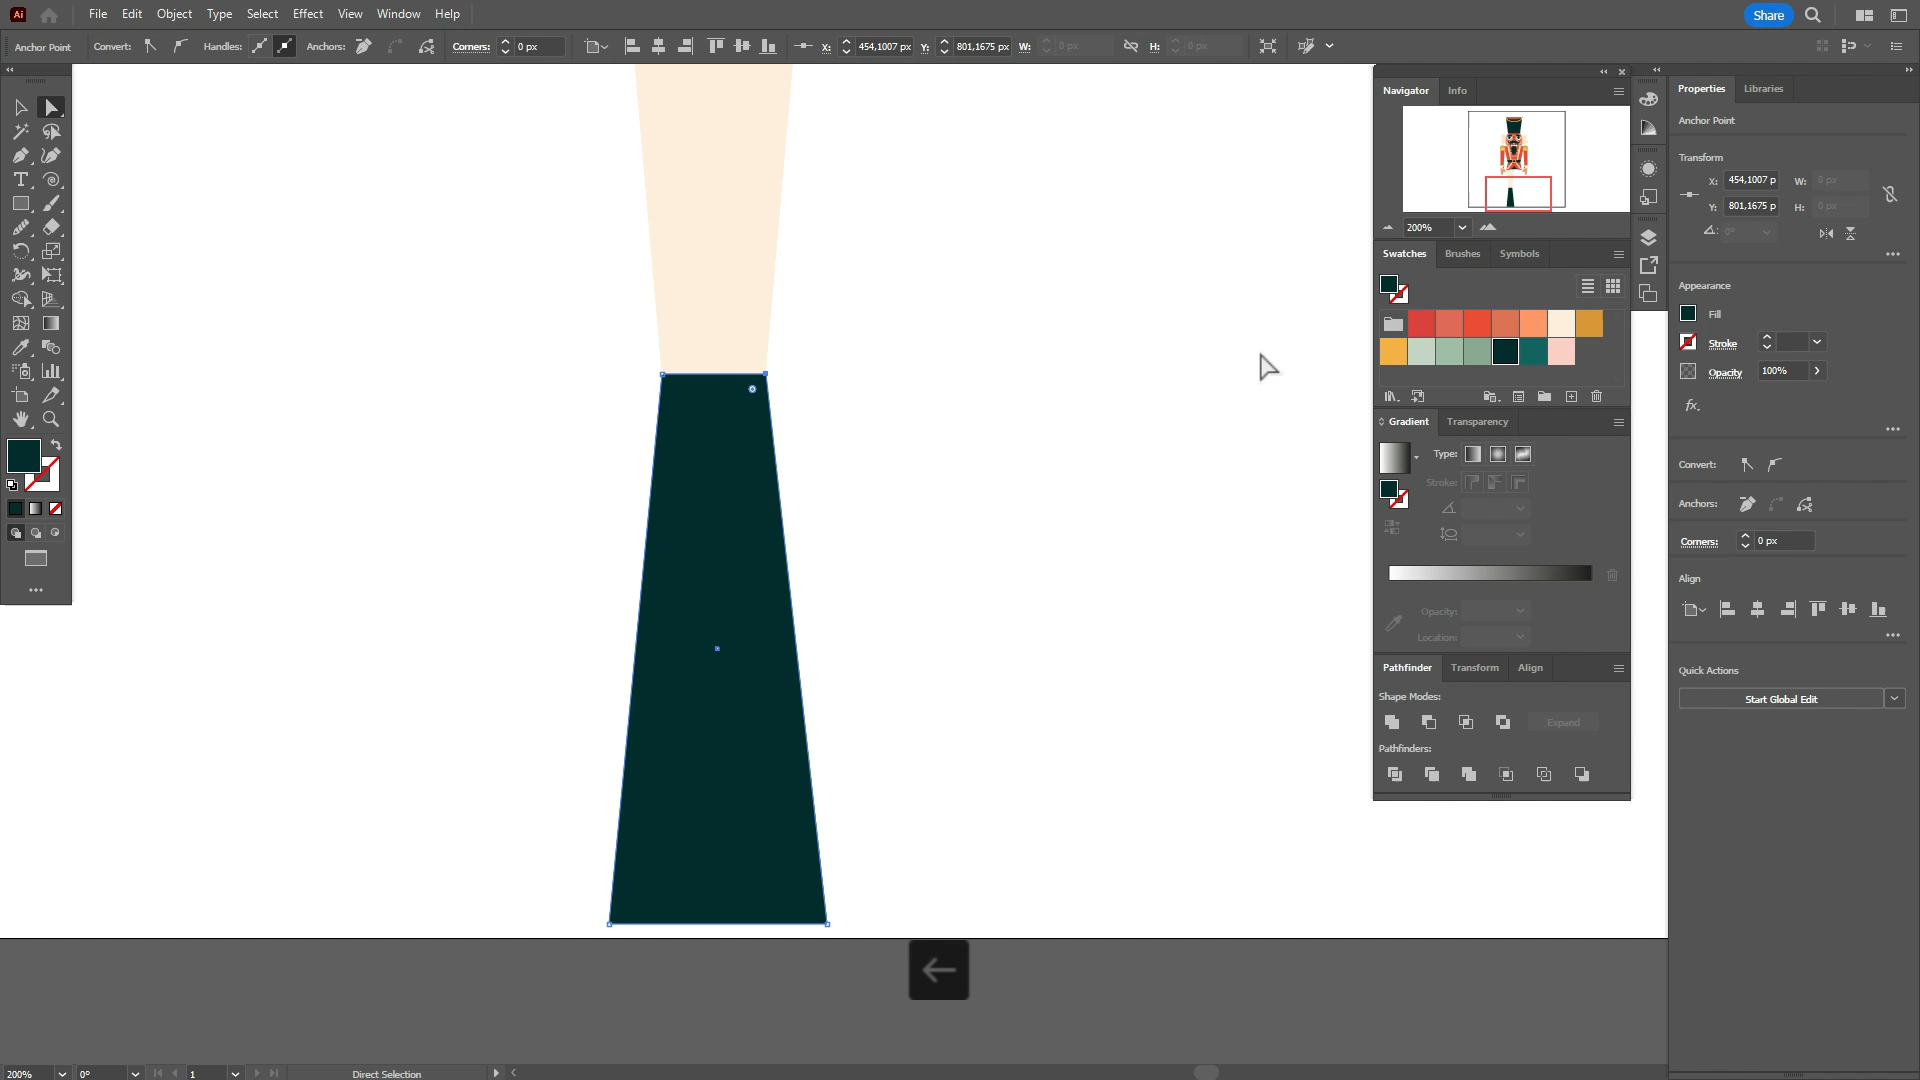 Ai File Edit Object Type Select Effect View Window Help Share
Anchor Point Convert: Handles: Anchors: Corners: 0 px X: 454,1007 px Y: 801,1675 px W: 0 px H: 0 px
Navigator Info
200%
Swatches Brushes Symbols
Gradient Transparency
Type:
Stroke:
Opacity:
Location:
Pathfinder Transform Align
Shape Modes:
Expand
Pathfinders:
Properties Libraries
Anchor Point
Transform
X: 454,1007 p W: 0 px
Y: 801,1675 p H: 0 px
0°
Appearance
Fill
Stroke
Opacity 100%
fx.
Convert:
Anchors:
Corners: 0 px
Align
Quick Actions
Start Global Edit
200% 0° 1 Direct Selection